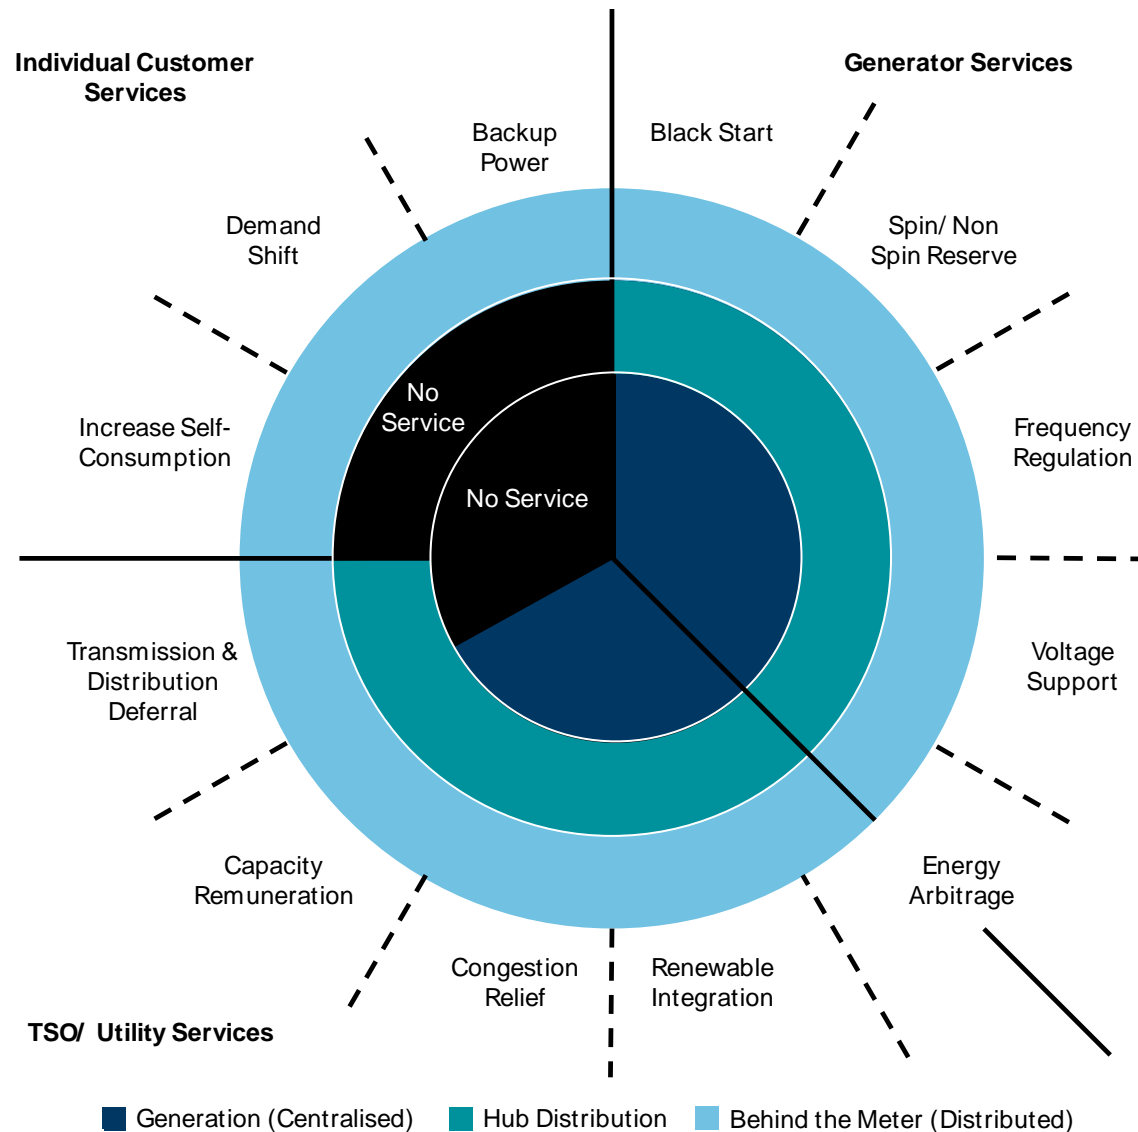 Individual Customer
Services
Generator Services
Backup
Power
Black Start
Demand
Shift
Spin/ Non
Spin Reserve
No
Service
Increase Self-
Consumption
Frequency
Regulation
No Service
Transmission &
Distribution
Deferral
Voltage
Support
Capacity
Remuneration
Energy
Arbitrage
Congestion
Relief
Renewable
Integration
TSO/ Utility Services
Generation (Centralised)
Hub Distribution
Behind the Meter (Distributed)